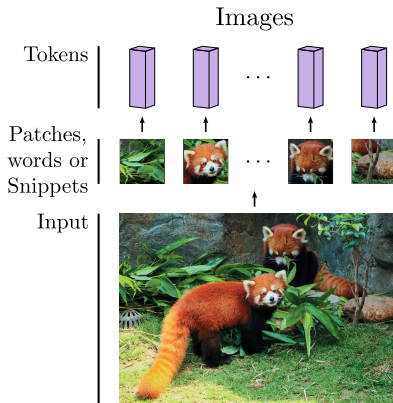 Images
Tokens
. . .
Patches,
words or
Snippets
. . .
Input